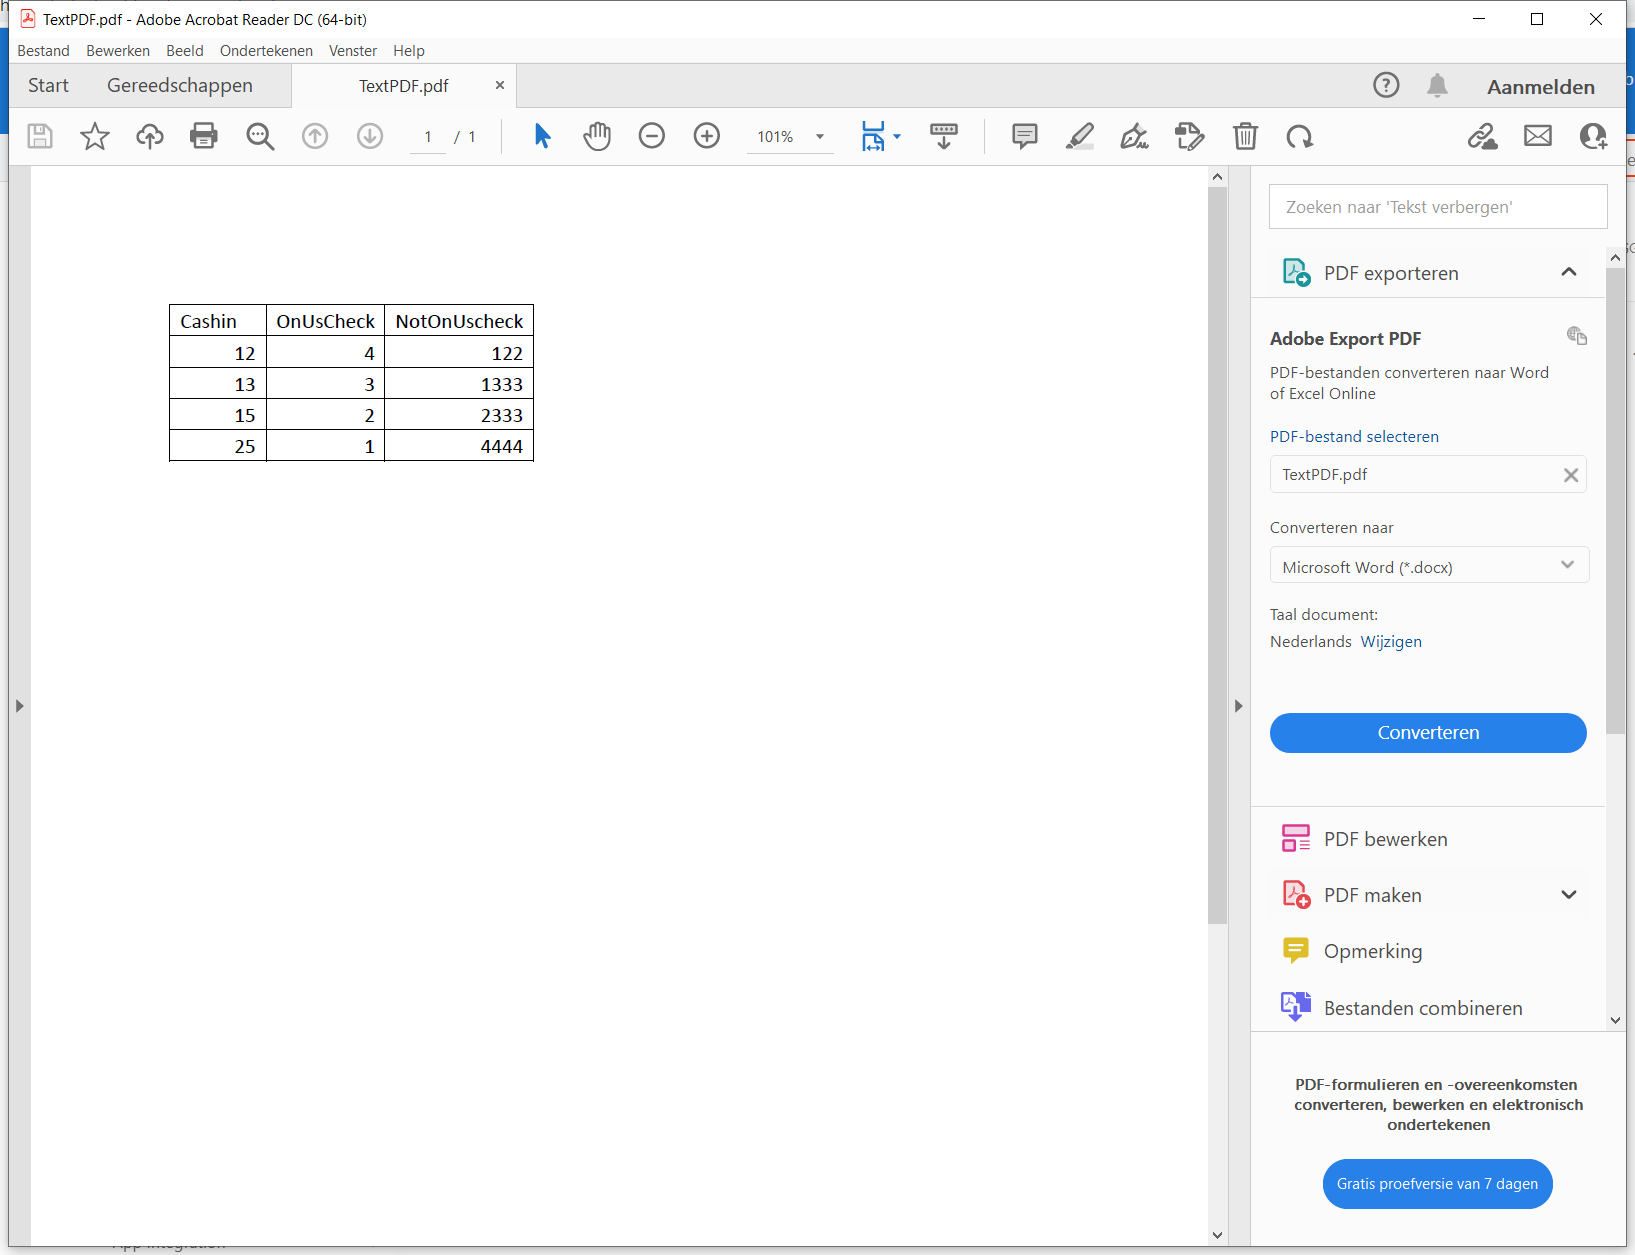 TextPDF.pdf - Adobe Acrobat Reader DC (64-bit)
Bestand Bewerken Beeld Ondertekenen Venster Help
Start Gereedschappen TextPDF.pdf Aanmelden
1 / 1 101%
Cashin OnUsCheck NotOnUscheck
12 4 122
13 3 1333
15 2 2333
25 1 4444
Zoeken naar 'Tekst verbergen'
PDF exporteren
Adobe Export PDF
PDF-bestanden converteren naar Word
of Excel Online
PDF-bestand selecteren
TextPDF.pdf
Converteren naar
Microsoft Word (*.docx)
Taal document:
Nederlands Wijzigen
Converteren
PDF bewerken
PDF maken
Opmerking
Bestanden combineren
PDF-formulieren en -overeenkomsten
converteren, bewerken en elektronisch
ondertekenen
Gratis proefversie van 7 dagen